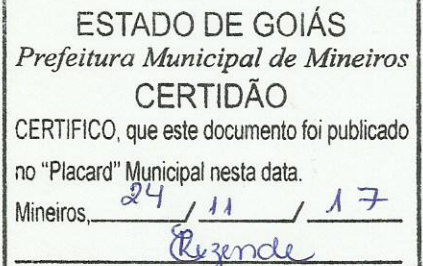 ESTADO DE GOIÁS
Prefeitura Municipal de Mineiros
CERTIDÃO
CERTIFICO, que este documento foi publicado
no "Placard" Municipal nesta data.
Mineiros, 24 / 11 / 17
Rezende